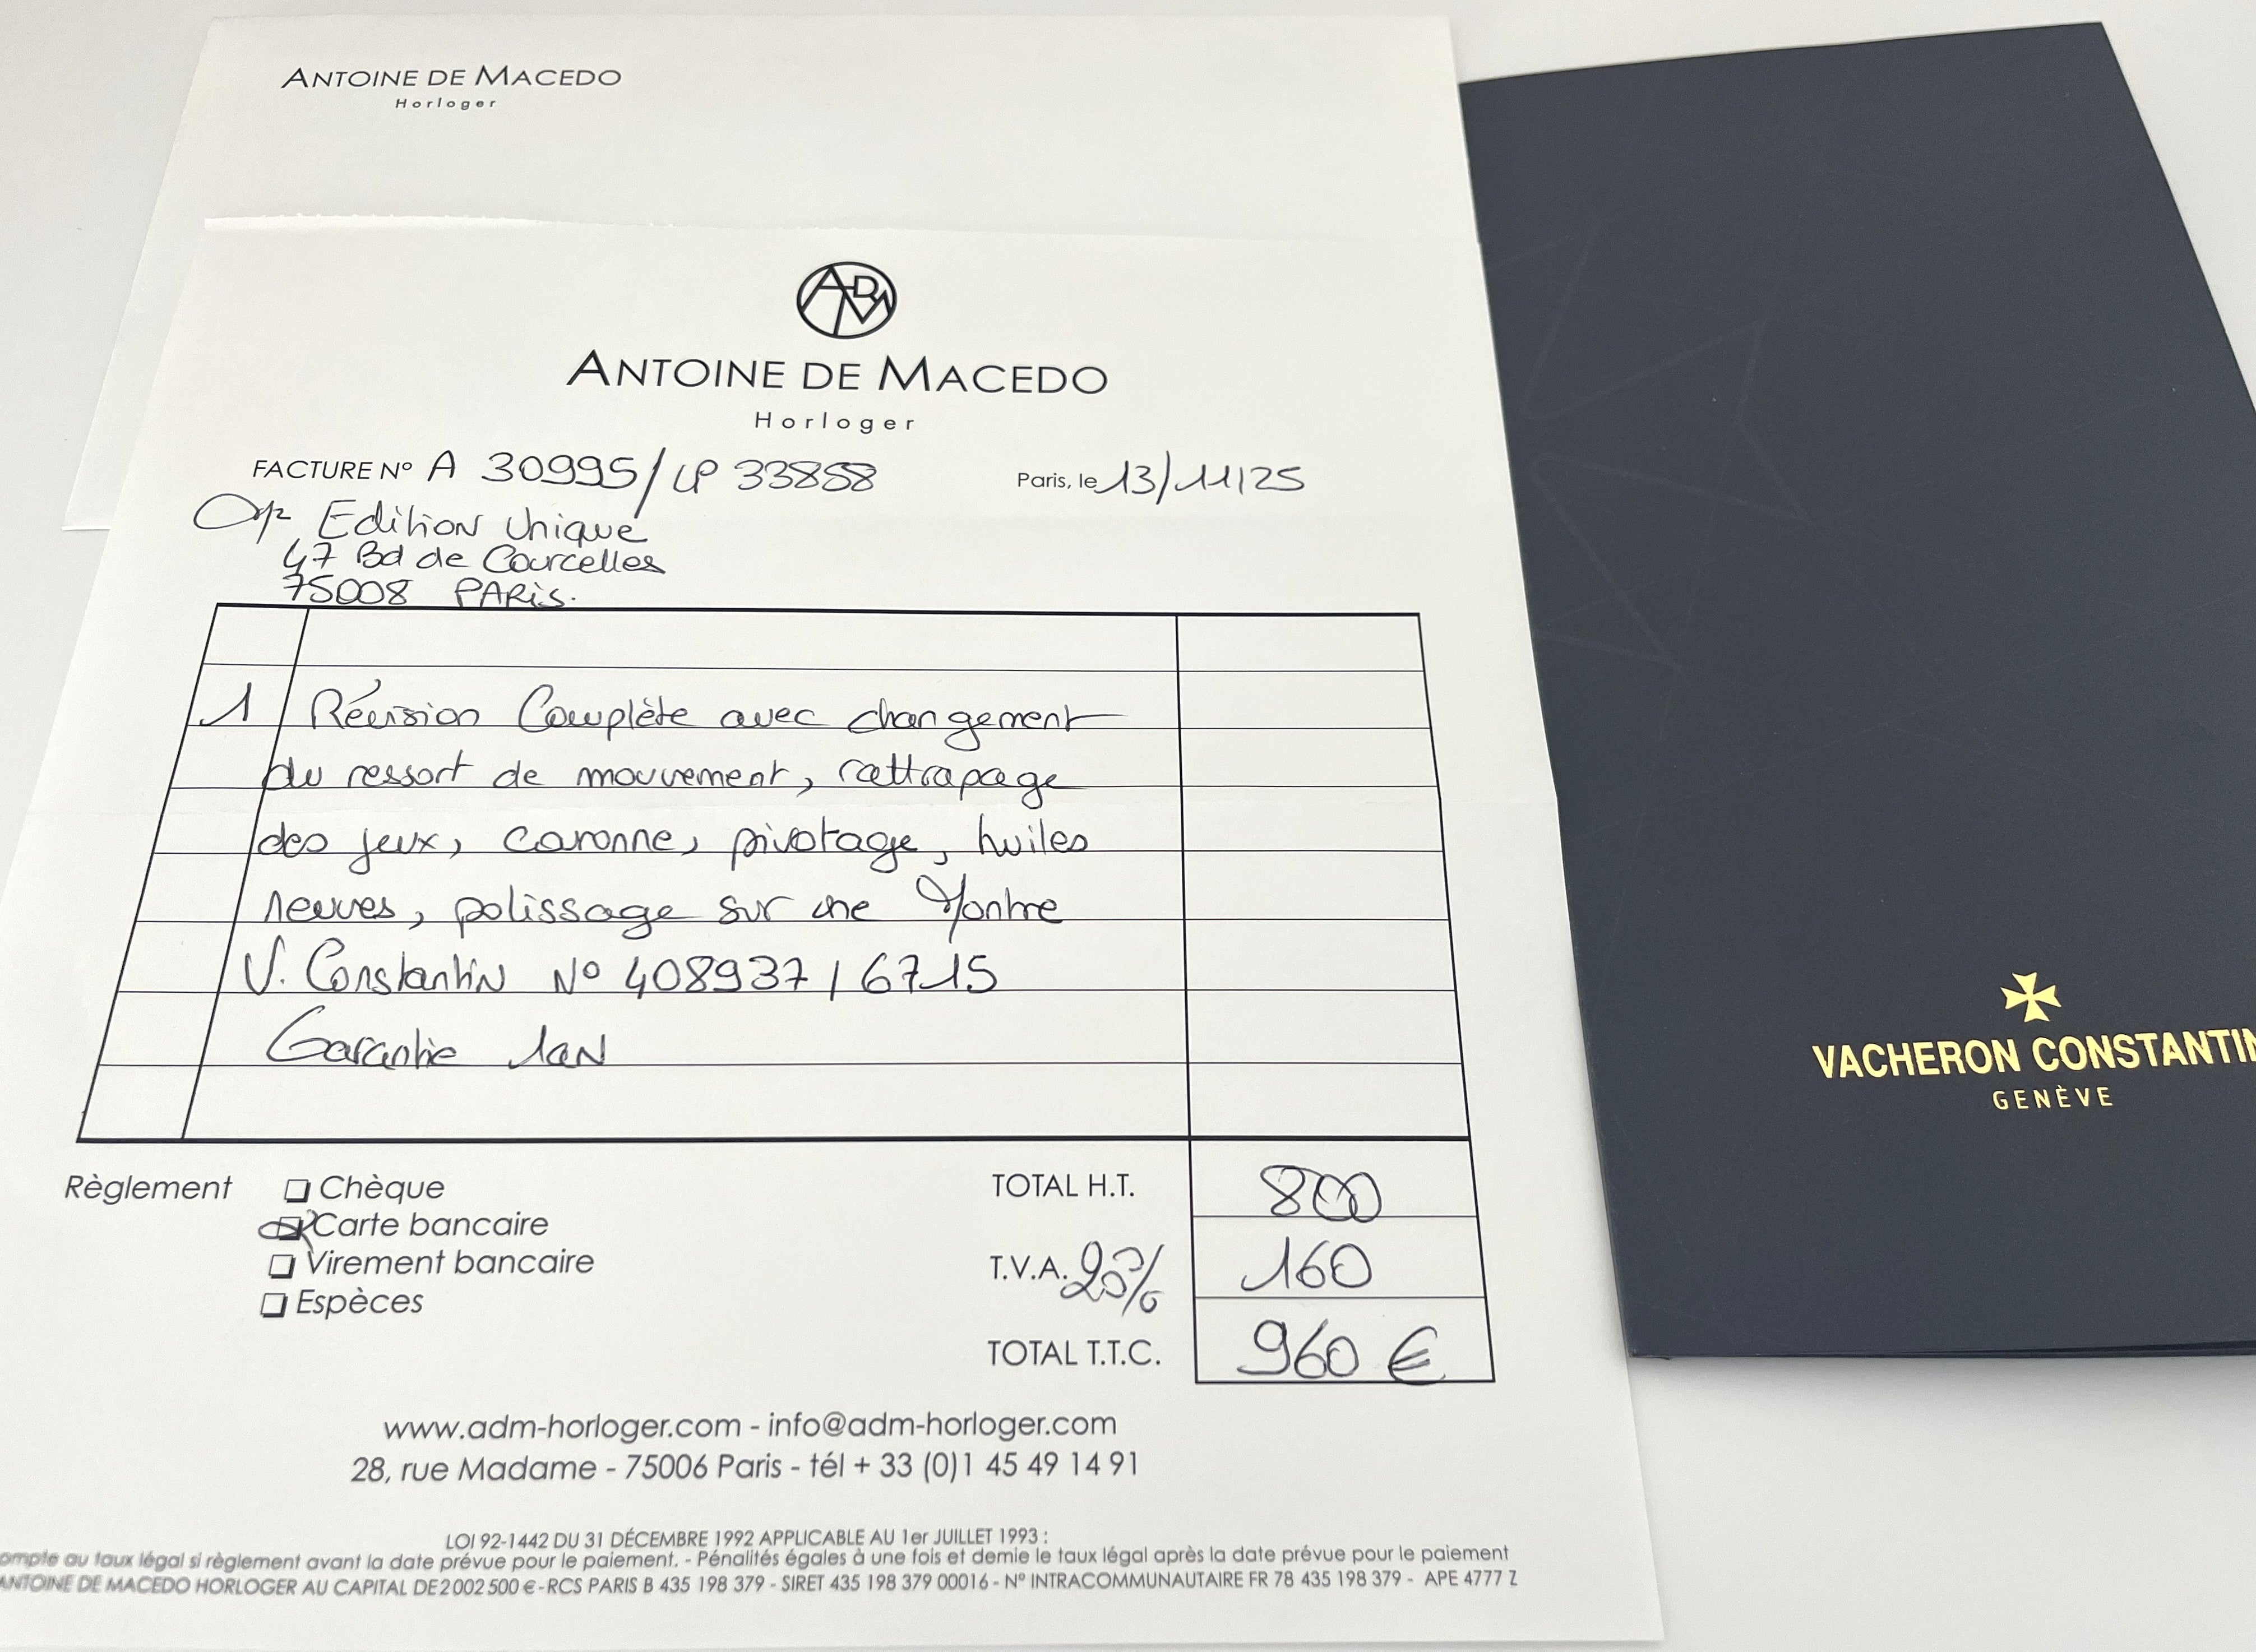 ANTOINE DE MACEDO
Horloger
ADM
ANTOINE DE MACEDO
Horloger
FACTURE N° A 30995/LP 33858 Paris, le 13/11/25
Op Edition Unique
47 Bd de Courcelles
75008 PARis.
1 Révision Complète avec changement
du ressort de mouvement, rattrapage
des jeux, couronne, pivotage, huiles
neuves, polissage sur une Montre
V. Constantin N° 408937 / 6715
Garantie 1an
Règlement
Chèque
Carte bancaire
Virement bancaire
Espèces
TOTAL H.T. 800
T.V.A. 20% 160
TOTAL T.T.C. 960 €
www.adm-horloger.com - info@adm-horloger.com
28, rue Madame - 75006 Paris - tél + 33 (0)1 45 49 14 91
LOI 92-1442 DU 31 DÉCEMBRE 1992 APPLICABLE AU 1er JUILLET 1993 :
au taux légal si règlement avant la date prévue pour le paiement. - Pénalités égales à une fois et demie le taux légal après la date prévue pour le paiement
ANTOINE DE MACEDO HORLOGER AU CAPITAL DE 2 002 500 € - RCS PARIS B 435 198 379 - SIRET 435 198 379 00016 - N° INTRACOMMUNAUTAIRE FR 78 435 198 379 - APE 4777 Z
VACHERON CONSTANTIN
GENÈVE